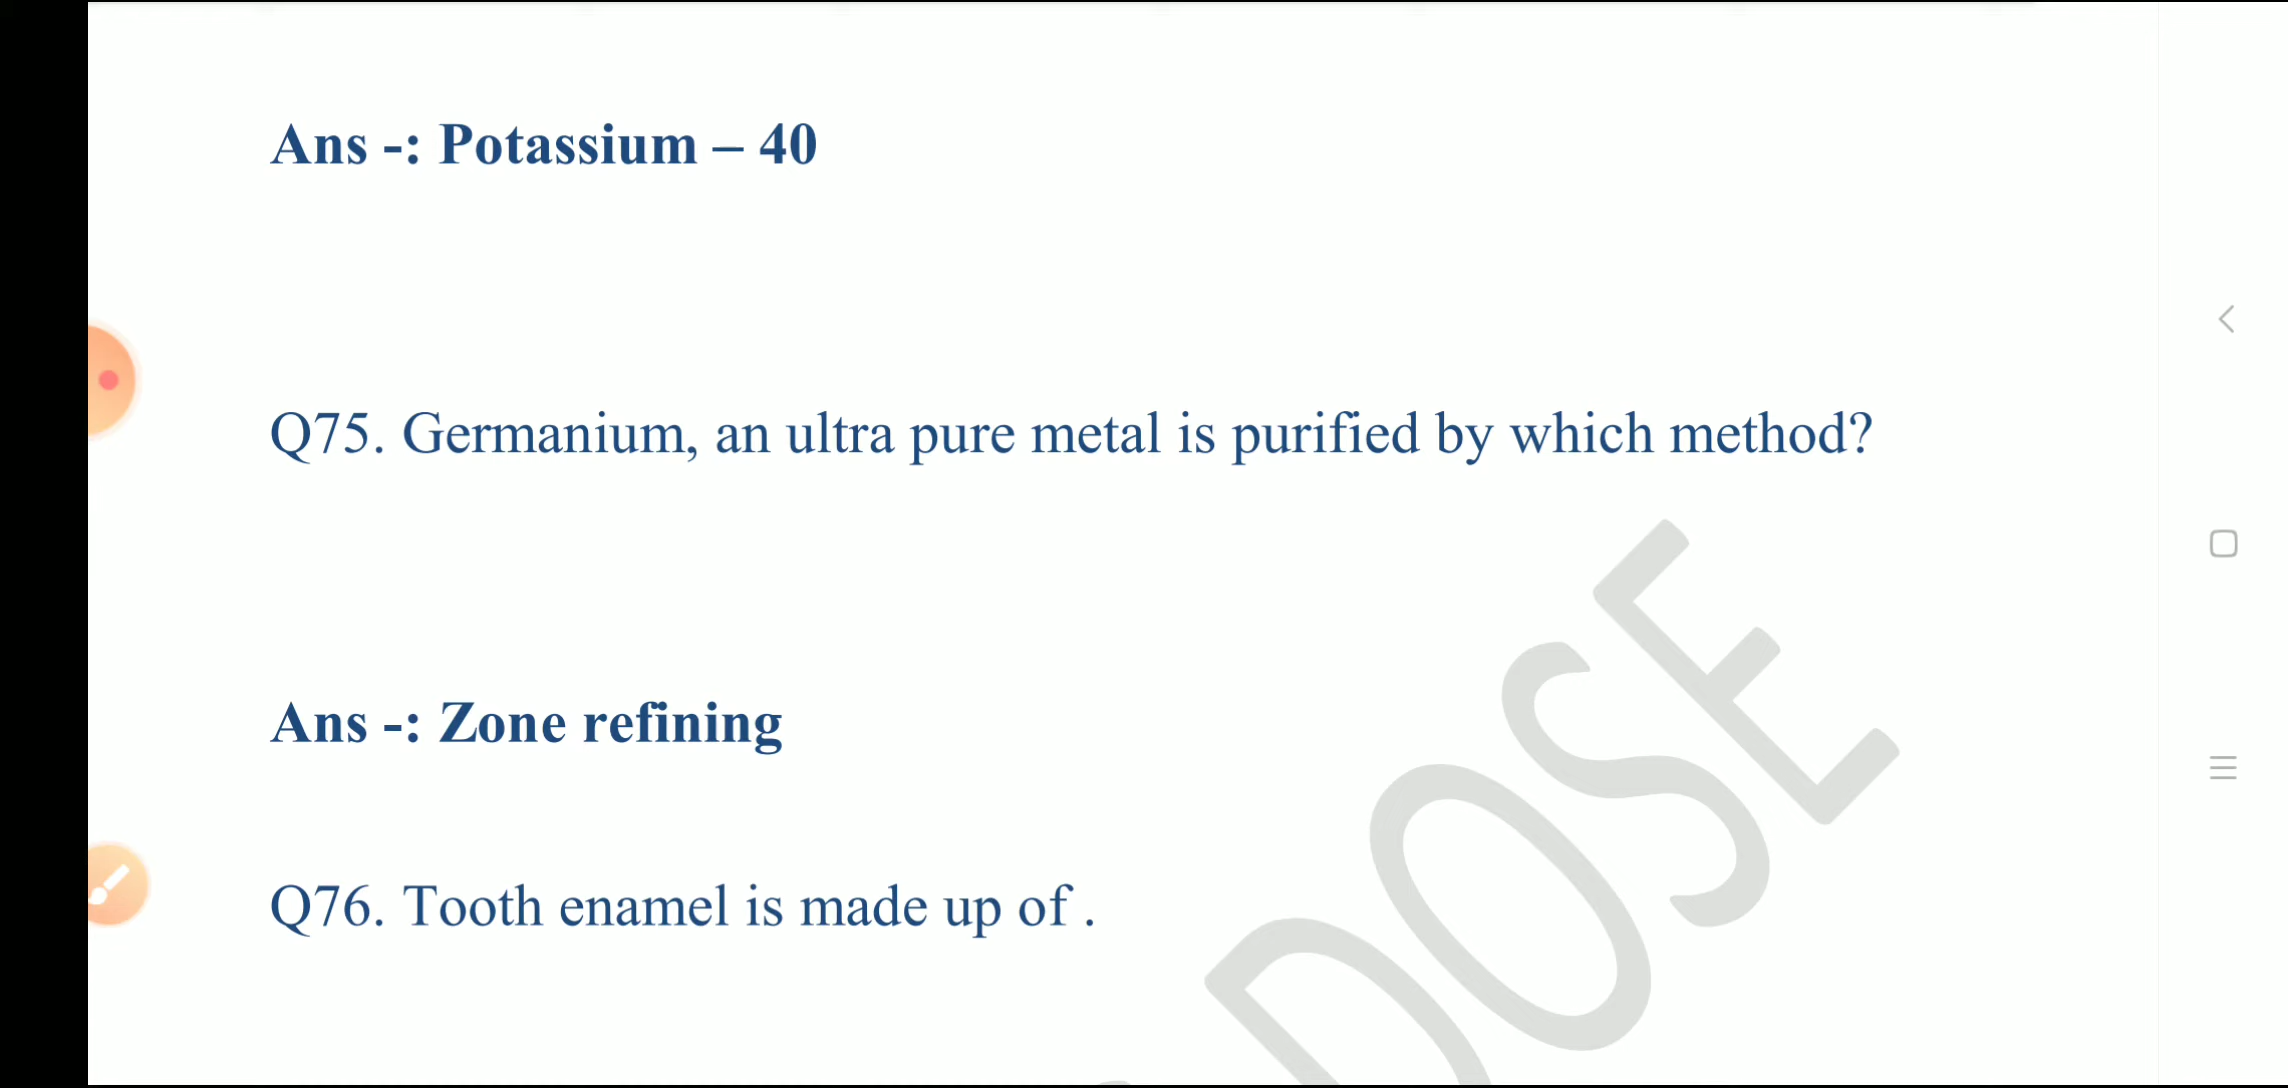 Ans -: Potassium – 40
Q75. Germanium, an ultra pure metal is purified by which method?
Ans -: Zone refining
Q76. Tooth enamel is made up of .
DOSE